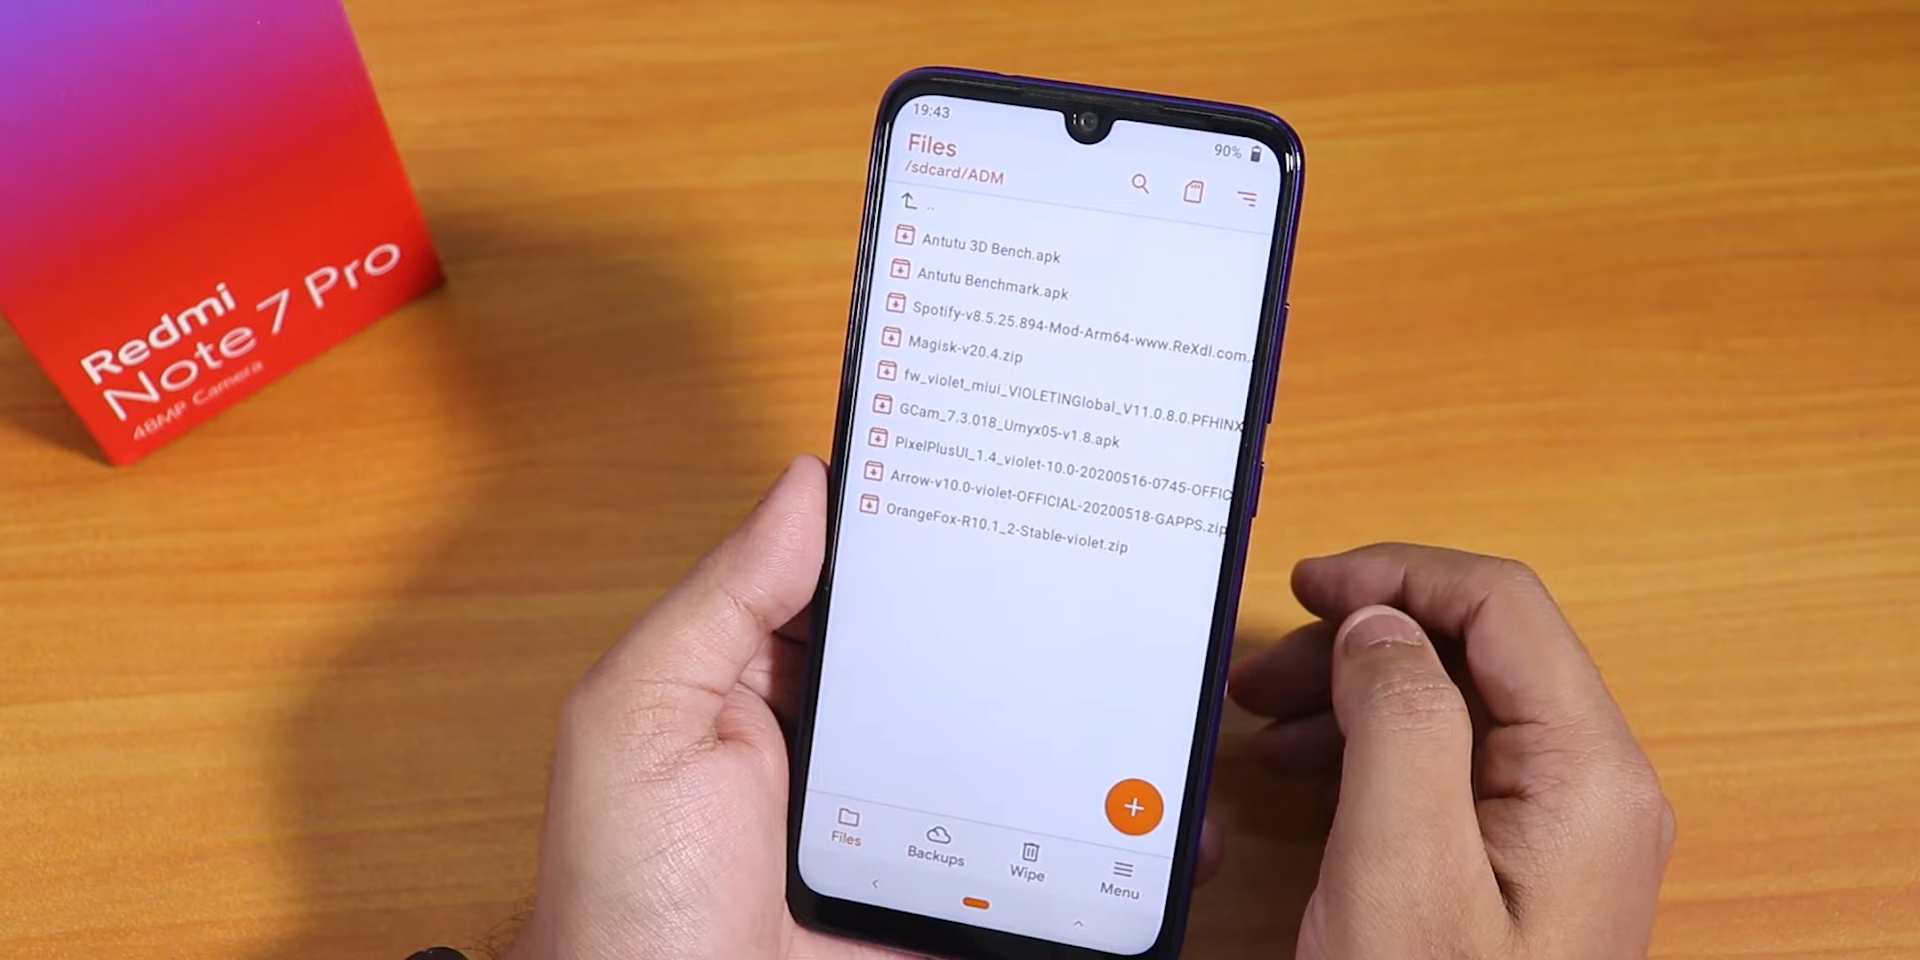 Redmi
Note 7 Pro
48MP Camera
19:43
90%
Files
/sdcard/ADM
..
Antutu 3D Bench.apk
Antutu Benchmark.apk
Spotify-v8.5.25.894-Mod-Arm64-www.ReXdl.com.
Magisk-v20.4.zip
fw_violet_miui_VIOLETINGlobal_V11.0.8.0.PFHINX
GCam_7.3.018_Urnyx05-v1.8.apk
PixelPlusUI_1.4_violet-10.0-20200516-0745-OFFIC
Arrow-v10.0-violet-OFFICIAL-20200518-GAPPS.zip
OrangeFox-R10.1_2-Stable-violet.zip
Files
Backups
Wipe
Menu